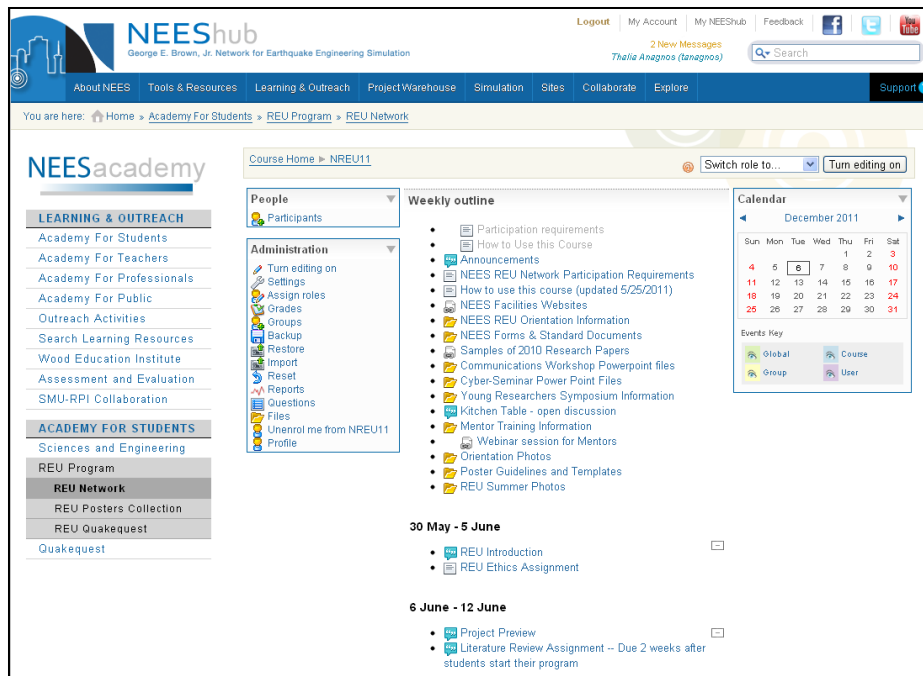 NEEShub
George E. Brown, Jr. Network for Earthquake Engineering Simulation
Logout My Account My NEEShub Feedback
2 New Messages
Thalia Anagnos (tanagnos)
Search
You Tube
About NEES Tools & Resources Learning & Outreach Project Warehouse Simulation Sites Collaborate Explore Support
You are here: Home » Academy For Students » REU Program » REU Network
NEESacademy
LEARNING & OUTREACH
Academy For Students
Academy For Teachers
Academy For Professionals
Academy For Public
Outreach Activities
Search Learning Resources
Wood Education Institute
Assessment and Evaluation
SMU-RPI Collaboration
ACADEMY FOR STUDENTS
Sciences and Engineering
REU Program
REU Network
REU Posters Collection
REU Quakequest
Quakequest
Course Home ► NREU11
Switch role to... Turn editing on
People
Participants
Administration
Turn editing on
Settings
Assign roles
Grades
Groups
Backup
Restore
Import
Reset
Reports
Questions
Files
Unenrol me from NREU11
Profile
Weekly outline
Participation requirements
How to Use this Course
Announcements
NEES REU Network Participation Requirements
How to use this course (updated 5/25/2011)
NEES Facilities Websites
NEES REU Orientation Information
NEES Forms & Standard Documents
Samples of 2010 Research Papers
Communications Workshop Powerpoint files
Cyber-Seminar Power Point Files
Young Researchers Symposium Information
Kitchen Table - open discussion
Mentor Training Information
Webinar session for Mentors
Orientation Photos
Poster Guidelines and Templates
REU Summer Photos
30 May - 5 June
REU Introduction
REU Ethics Assignment
6 June - 12 June
Project Preview
Literature Review Assignment -- Due 2 weeks after
students start their program
Calendar
◄ December 2011 ►
Sun Mon Tue Wed Thu Fri Sat
1 2 3
4 5 6 7 8 9 10
11 12 13 14 15 16 17
18 19 20 21 22 23 24
25 26 27 28 29 30 31
Events Key
Global Course
Group User